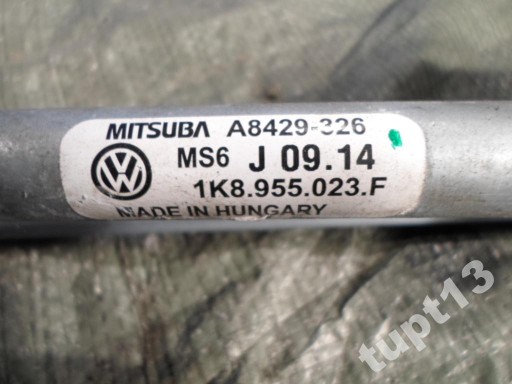 MITSUBA A8429-326
MS6 J 09.14
1K8.955.023.F
MADE IN HUNGARY
tupt13